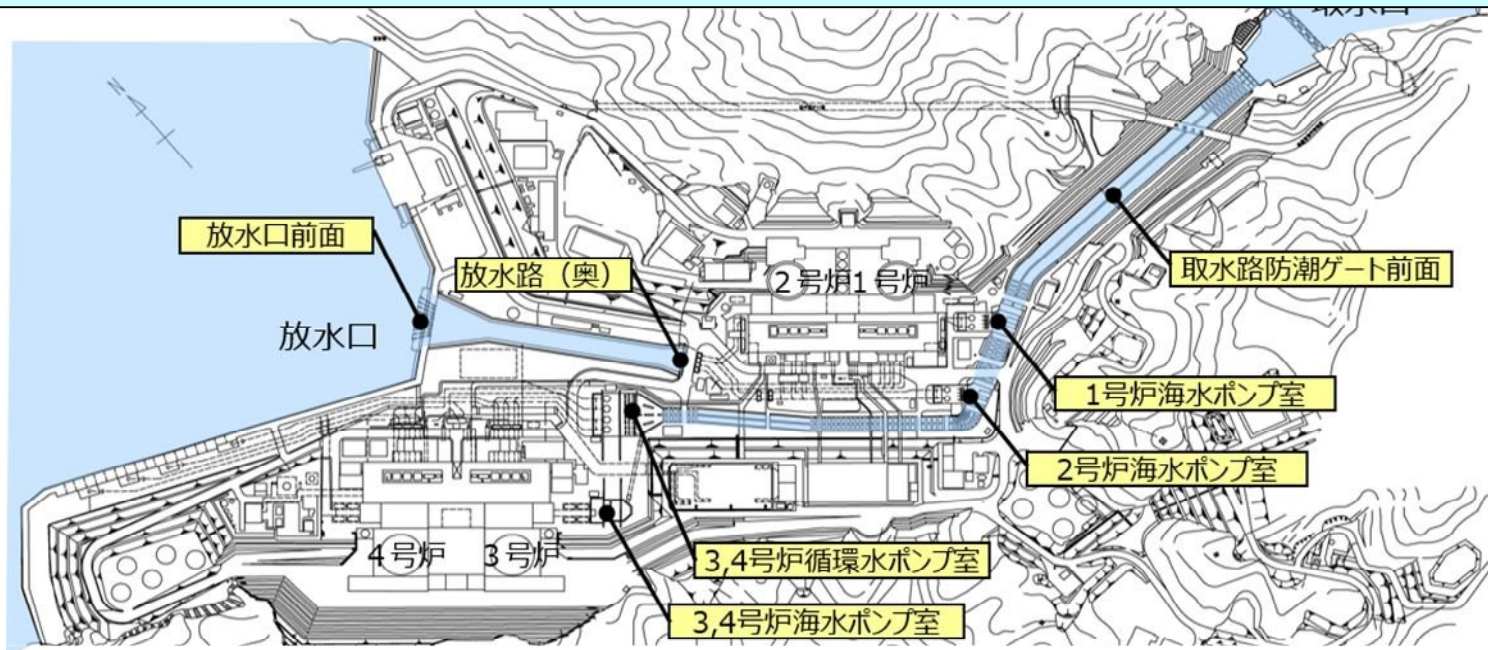 取水口
N
放水口前面
放水路（奥）
2号炉1号炉
取水路防潮ゲート前面
放水口
1号炉海水ポンプ室
2号炉海水ポンプ室
4号炉 3号炉
3,4号炉循環水ポンプ室
3,4号炉海水ポンプ室